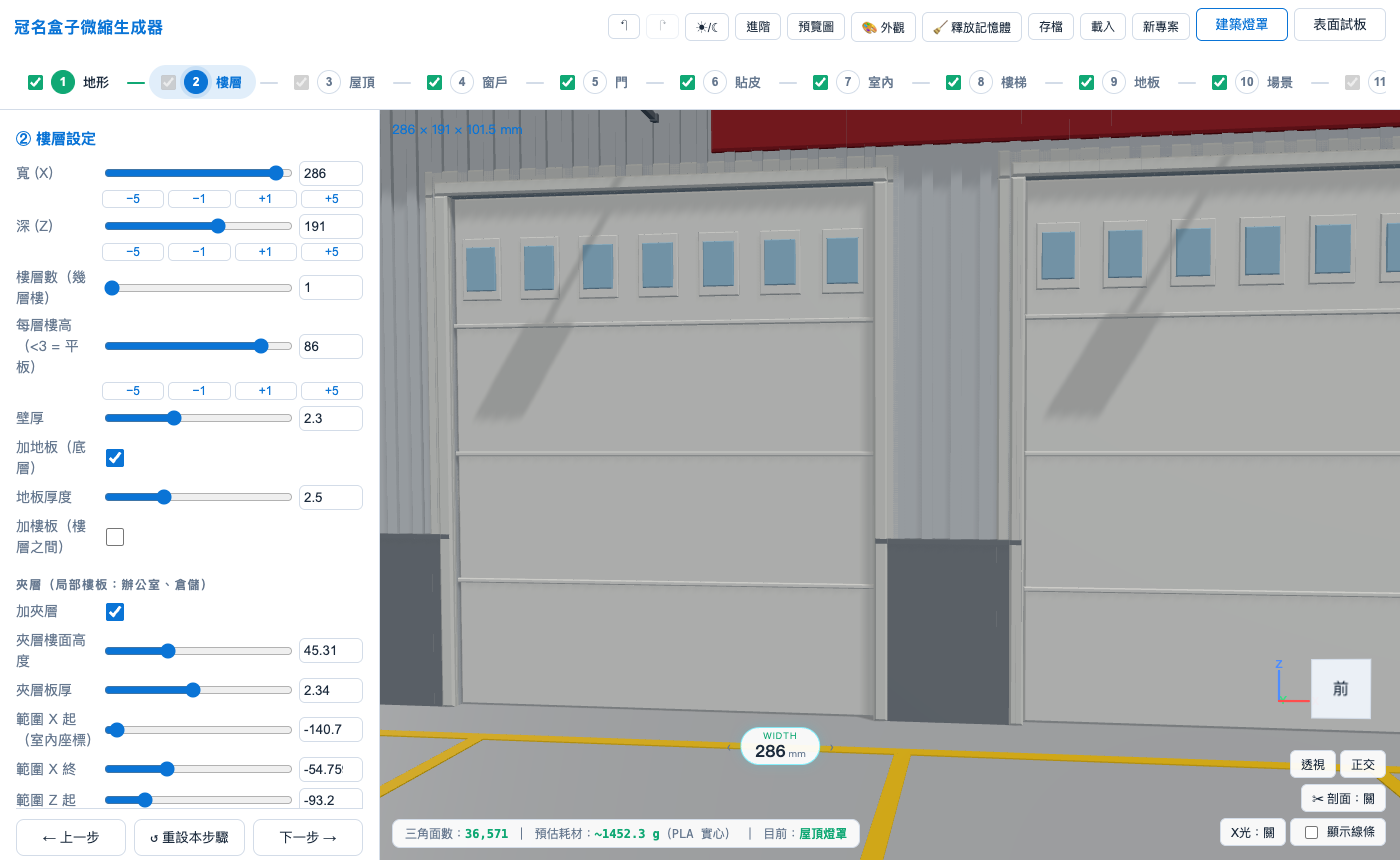 冠名盒子微縮生成器
☀/☾ 進階 預覽圖 🎨 外觀 🧹 釋放記憶體 存檔 載入 新專案 建築燈罩 表面試板
1 地形 2 樓層 3 屋頂 4 窗戶 5 門 6 貼皮 7 室內 8 樓梯 9 地板 10 場景 11
② 樓層設定
寬 (X) 286
−5 −1 +1 +5
深 (Z) 191
−5 −1 +1 +5
樓層數（幾
層樓） 1
每層樓高
（<3 = 平
板） 86
−5 −1 +1 +5
壁厚 2.3
加地板（底
層）
地板厚度 2.5
加樓板（樓
層之間）
夾層（局部樓板：辦公室、倉儲）
加夾層
夾層樓面高
度 45.31
夾層板厚 2.34
範圍 X 起
（室內座標） -140.7
範圍 X 終 -54.75
範圍 Z 起 -93.2
← 上一步 ↺ 重設本步驟 下一步 →
286 × 191 × 101.5 mm
Z
前
WIDTH
286 mm
透視 正交
✂ 剖面：關
X光：關 顯示線條
三角面數：36,571 | 預估耗材：~1452.3 g (PLA 實心) | 目前：屋頂燈罩